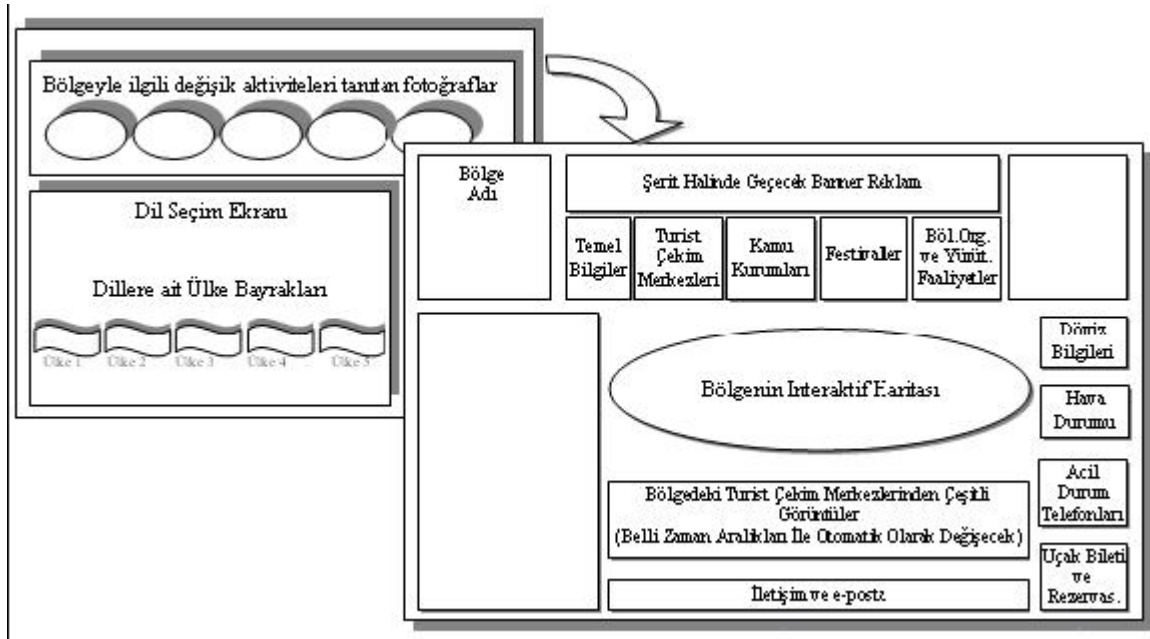 Bölgeyle ilgili değişik aktiviteleri tanıtan fotoğraflar
Dil Seçim Ekranı
Dillere ait Ülke Bayrakları
Ülke 1
Ülke 2
Ülke 3
Ülke 4
Ülke 5
Bölge
Adı
Şerit Halinde Geçecek Banner Reklam
Temel
Bilgiler
Turist
Çekim
Merkezleri
Kamu
Kurumları
Festivaller
Böl.Org.
ve Yürüt.
Faaliyetler
Bölgenin Interaktif Haritası
Döviz
Bilgileri
Hava
Durumu
Acil
Durum
Telefonları
Uçak Bileti
ve
Rezervas.
Bölgedeki Turist Çekim Merkezlerinden Çeşitli
Görüntüler
(Belli Zaman Aralıkları İle Otomatik Olarak Değişecek)
İletişim ve e-posta